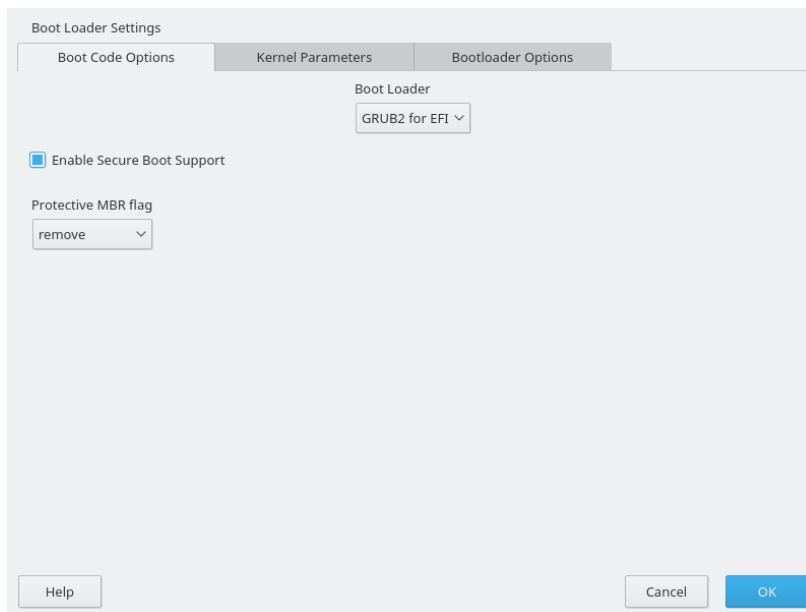 Boot Loader Settings
Boot Code Options
Kernel Parameters
Bootloader Options
Boot Loader
GRUB2 for EFI
Enable Secure Boot Support
Protective MBR flag
remove
Help
Cancel
OK